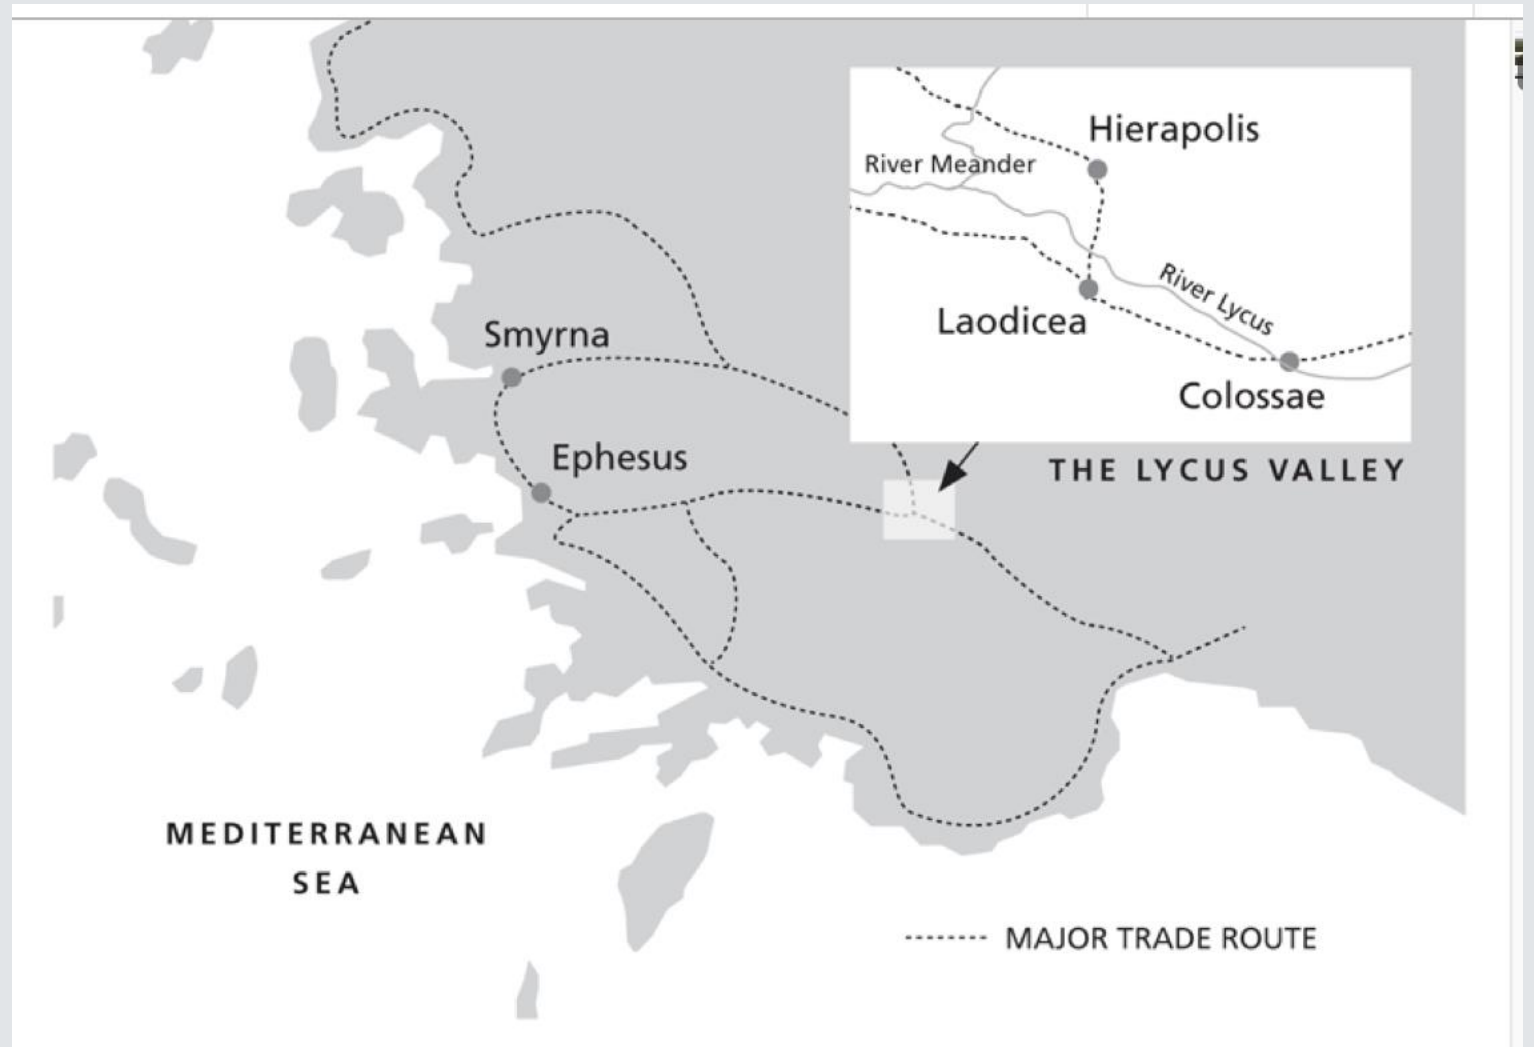 Hierapolis
River Meander
River Lycus
Laodicea
Colossae
Smyrna
Ephesus
THE LYCUS VALLEY
MEDITERRANEAN
SEA
MAJOR TRADE ROUTE